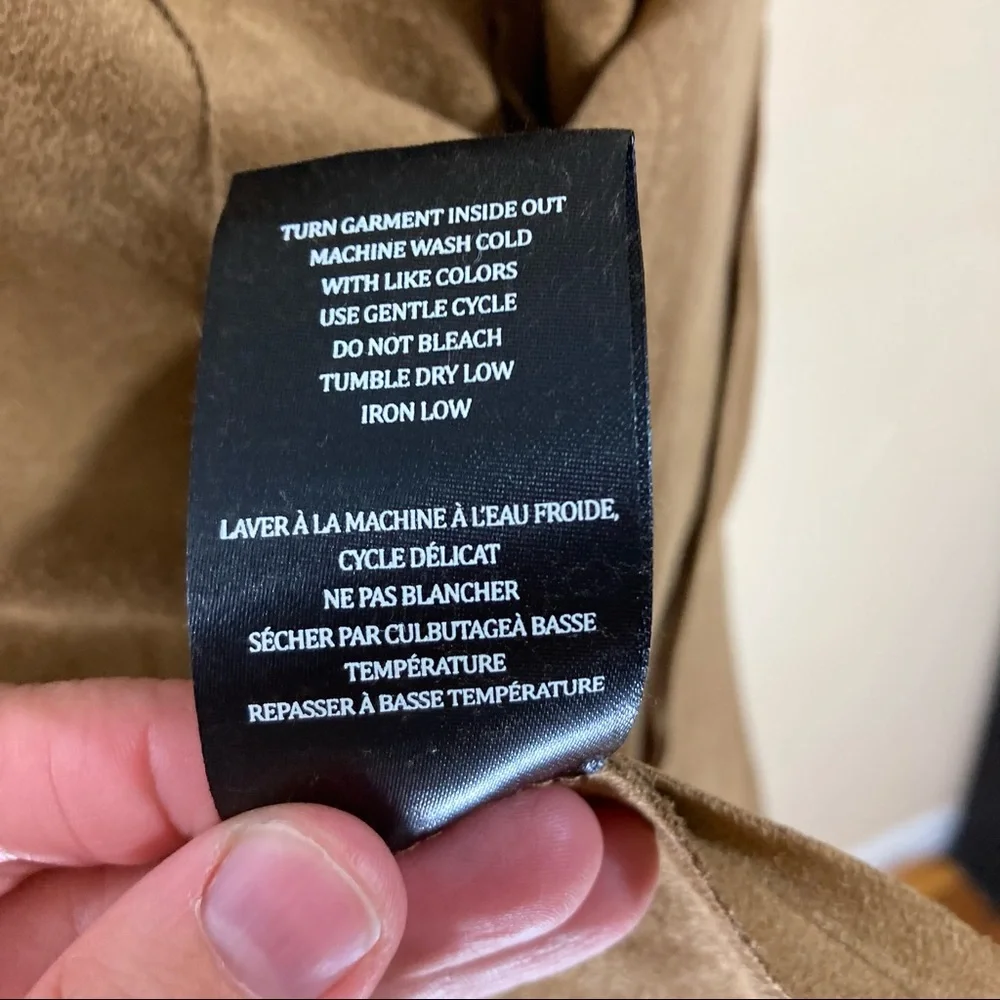 TURN GARMENT INSIDE OUT
MACHINE WASH COLD
WITH LIKE COLORS
USE GENTLE CYCLE
DO NOT BLEACH
TUMBLE DRY LOW
IRON LOW
LAVER À LA MACHINE À L'EAU FROIDE,
CYCLE DÉLICAT
NE PAS BLANCHER
SÉCHER PAR CULBUTAGEÀ BASSE
TEMPÉRATURE
REPASSER À BASSE TEMPÉRATURE